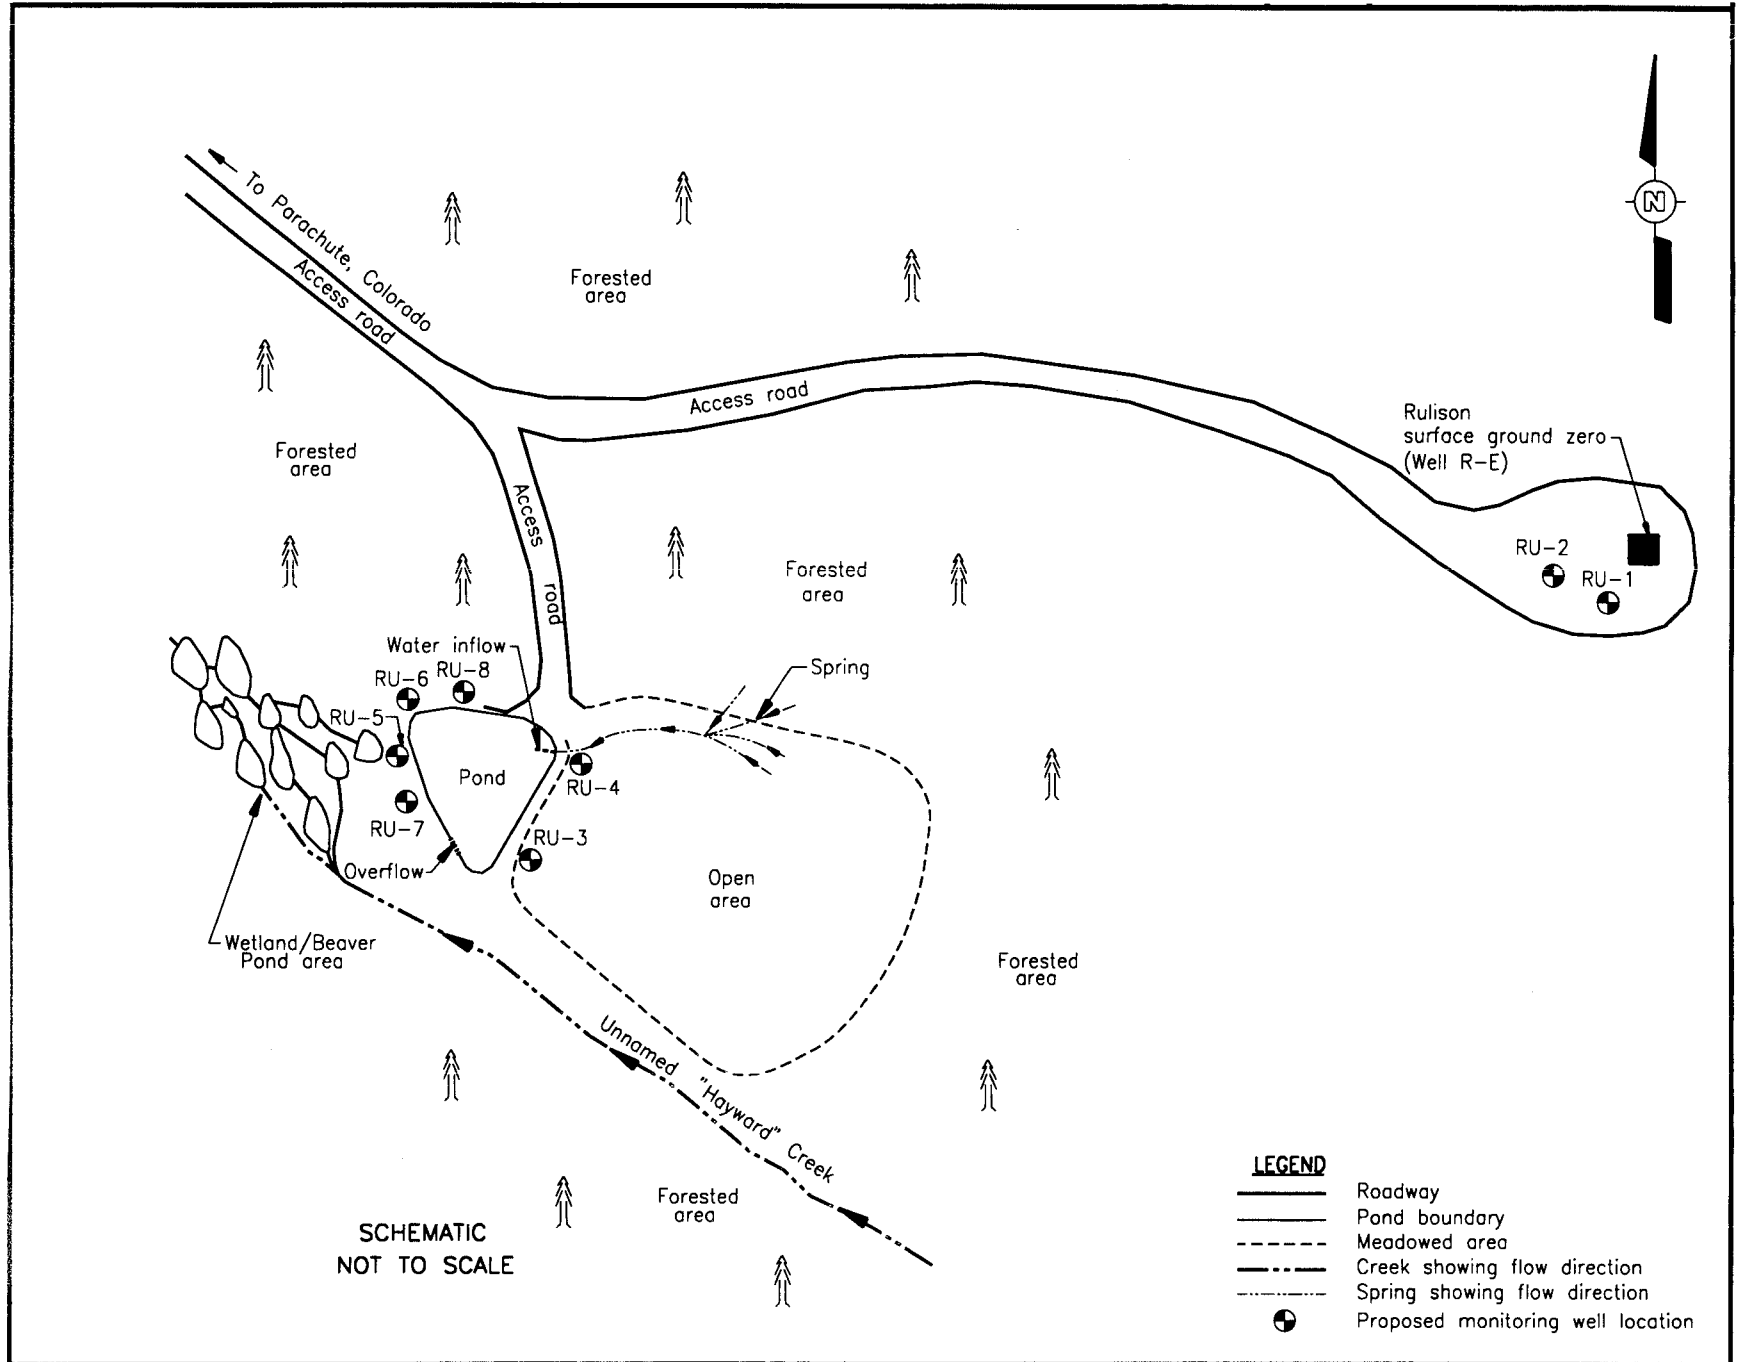 To Parachute, Colorado
Access road
N
Forested
area
Access road
Rulison
surface ground zero
(Well R-E)
Forested
area
Access road
RU-2
RU-1
Forested
area
Water inflow
RU-8
RU-6
Spring
RU-5
Pond
RU-4
RU-7
RU-3
Overflow
Open
area
Wetland/Beaver
Pond area
Forested
area
Unnamed "Hayward" Creek
Forested
area
SCHEMATIC
NOT TO SCALE
LEGEND
Roadway
Pond boundary
Meadowed area
Creek showing flow direction
Spring showing flow direction
Proposed monitoring well location